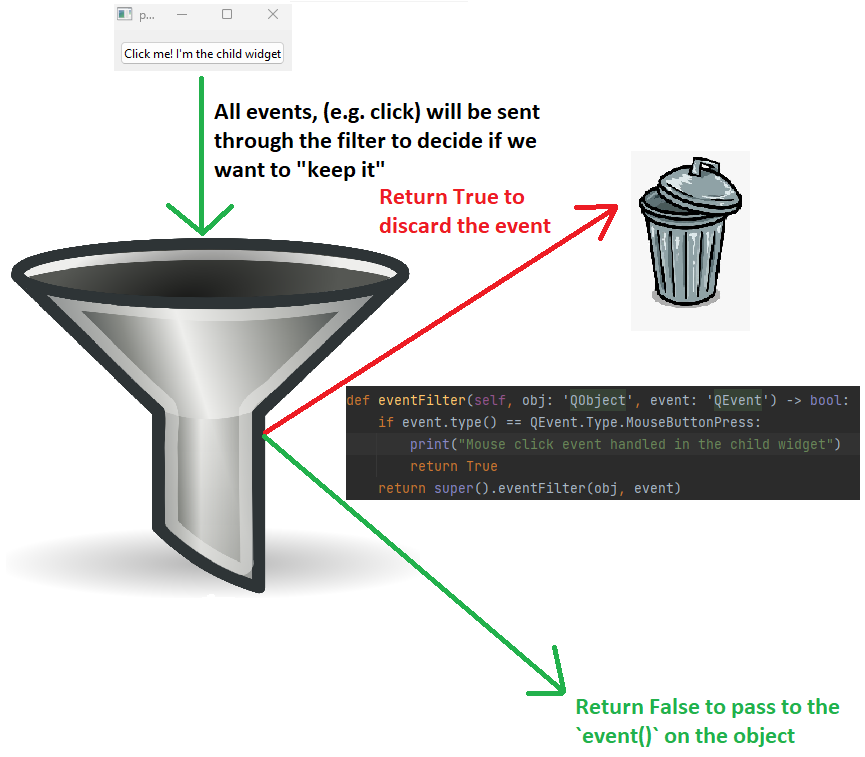 p...
Click me! I'm the child widget
All events, (e.g. click) will be sent
through the filter to decide if we
want to "keep it"
Return True to
discard the event
def eventFilter(self, obj: 'QObject', event: 'QEvent') -> bool:
    if event.type() == QEvent.Type.MouseButtonPress:
        print("Mouse click event handled in the child widget")
        return True
    return super().eventFilter(obj, event)
Return False to pass to the
`event()` on the object